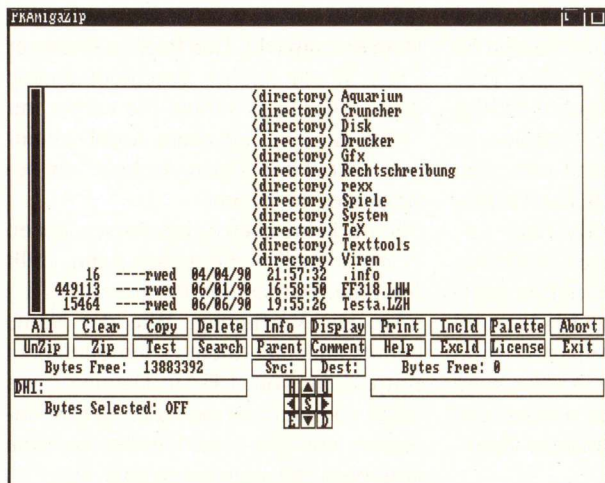 PKAmigaZip
<directory> Aquarium
<directory> Cruncher
<directory> Disk
<directory> Drucker
<directory> Gfx
<directory> Rechtschreibung
<directory> rexx
<directory> Spiele
<directory> System
<directory> TeX
<directory> Texttools
<directory> Viren
16 ----rwed 04/04/90 21:57:32 .info
449113 ----rwed 06/01/90 16:58:50 FF318.LHW
15464 ----rwed 06/06/90 19:55:26 Testa.LZH
All Clear Copy Delete Info Display Print Incld Palette Abort
UnZip Zip Test Search Parent Comment Help Excld License Exit
Bytes Free: 13883392 Src: Dest: Bytes Free: 0
DH1: H U
Bytes Selected: OFF S
E D